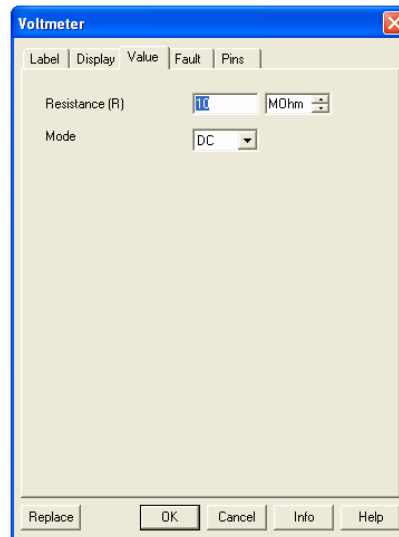 Voltmeter
Label Display Value Fault Pins
Resistance (R) 10 MOhm
Mode DC
Replace OK Cancel Info Help